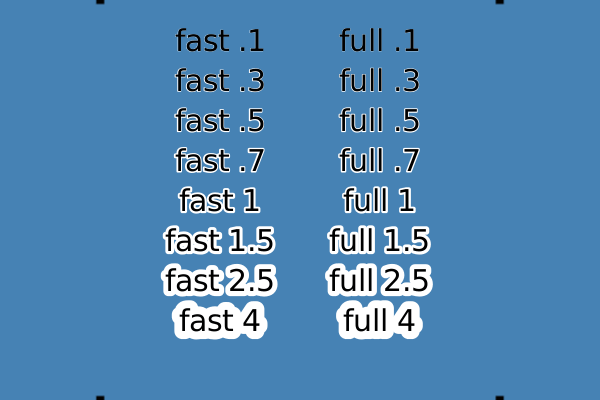 fast .1 full .1
fast .3 full .3
fast .5 full .5
fast .7 full .7
fast 1 full 1
fast 1.5 full 1.5
fast 2.5 full 2.5
fast 4 full 4